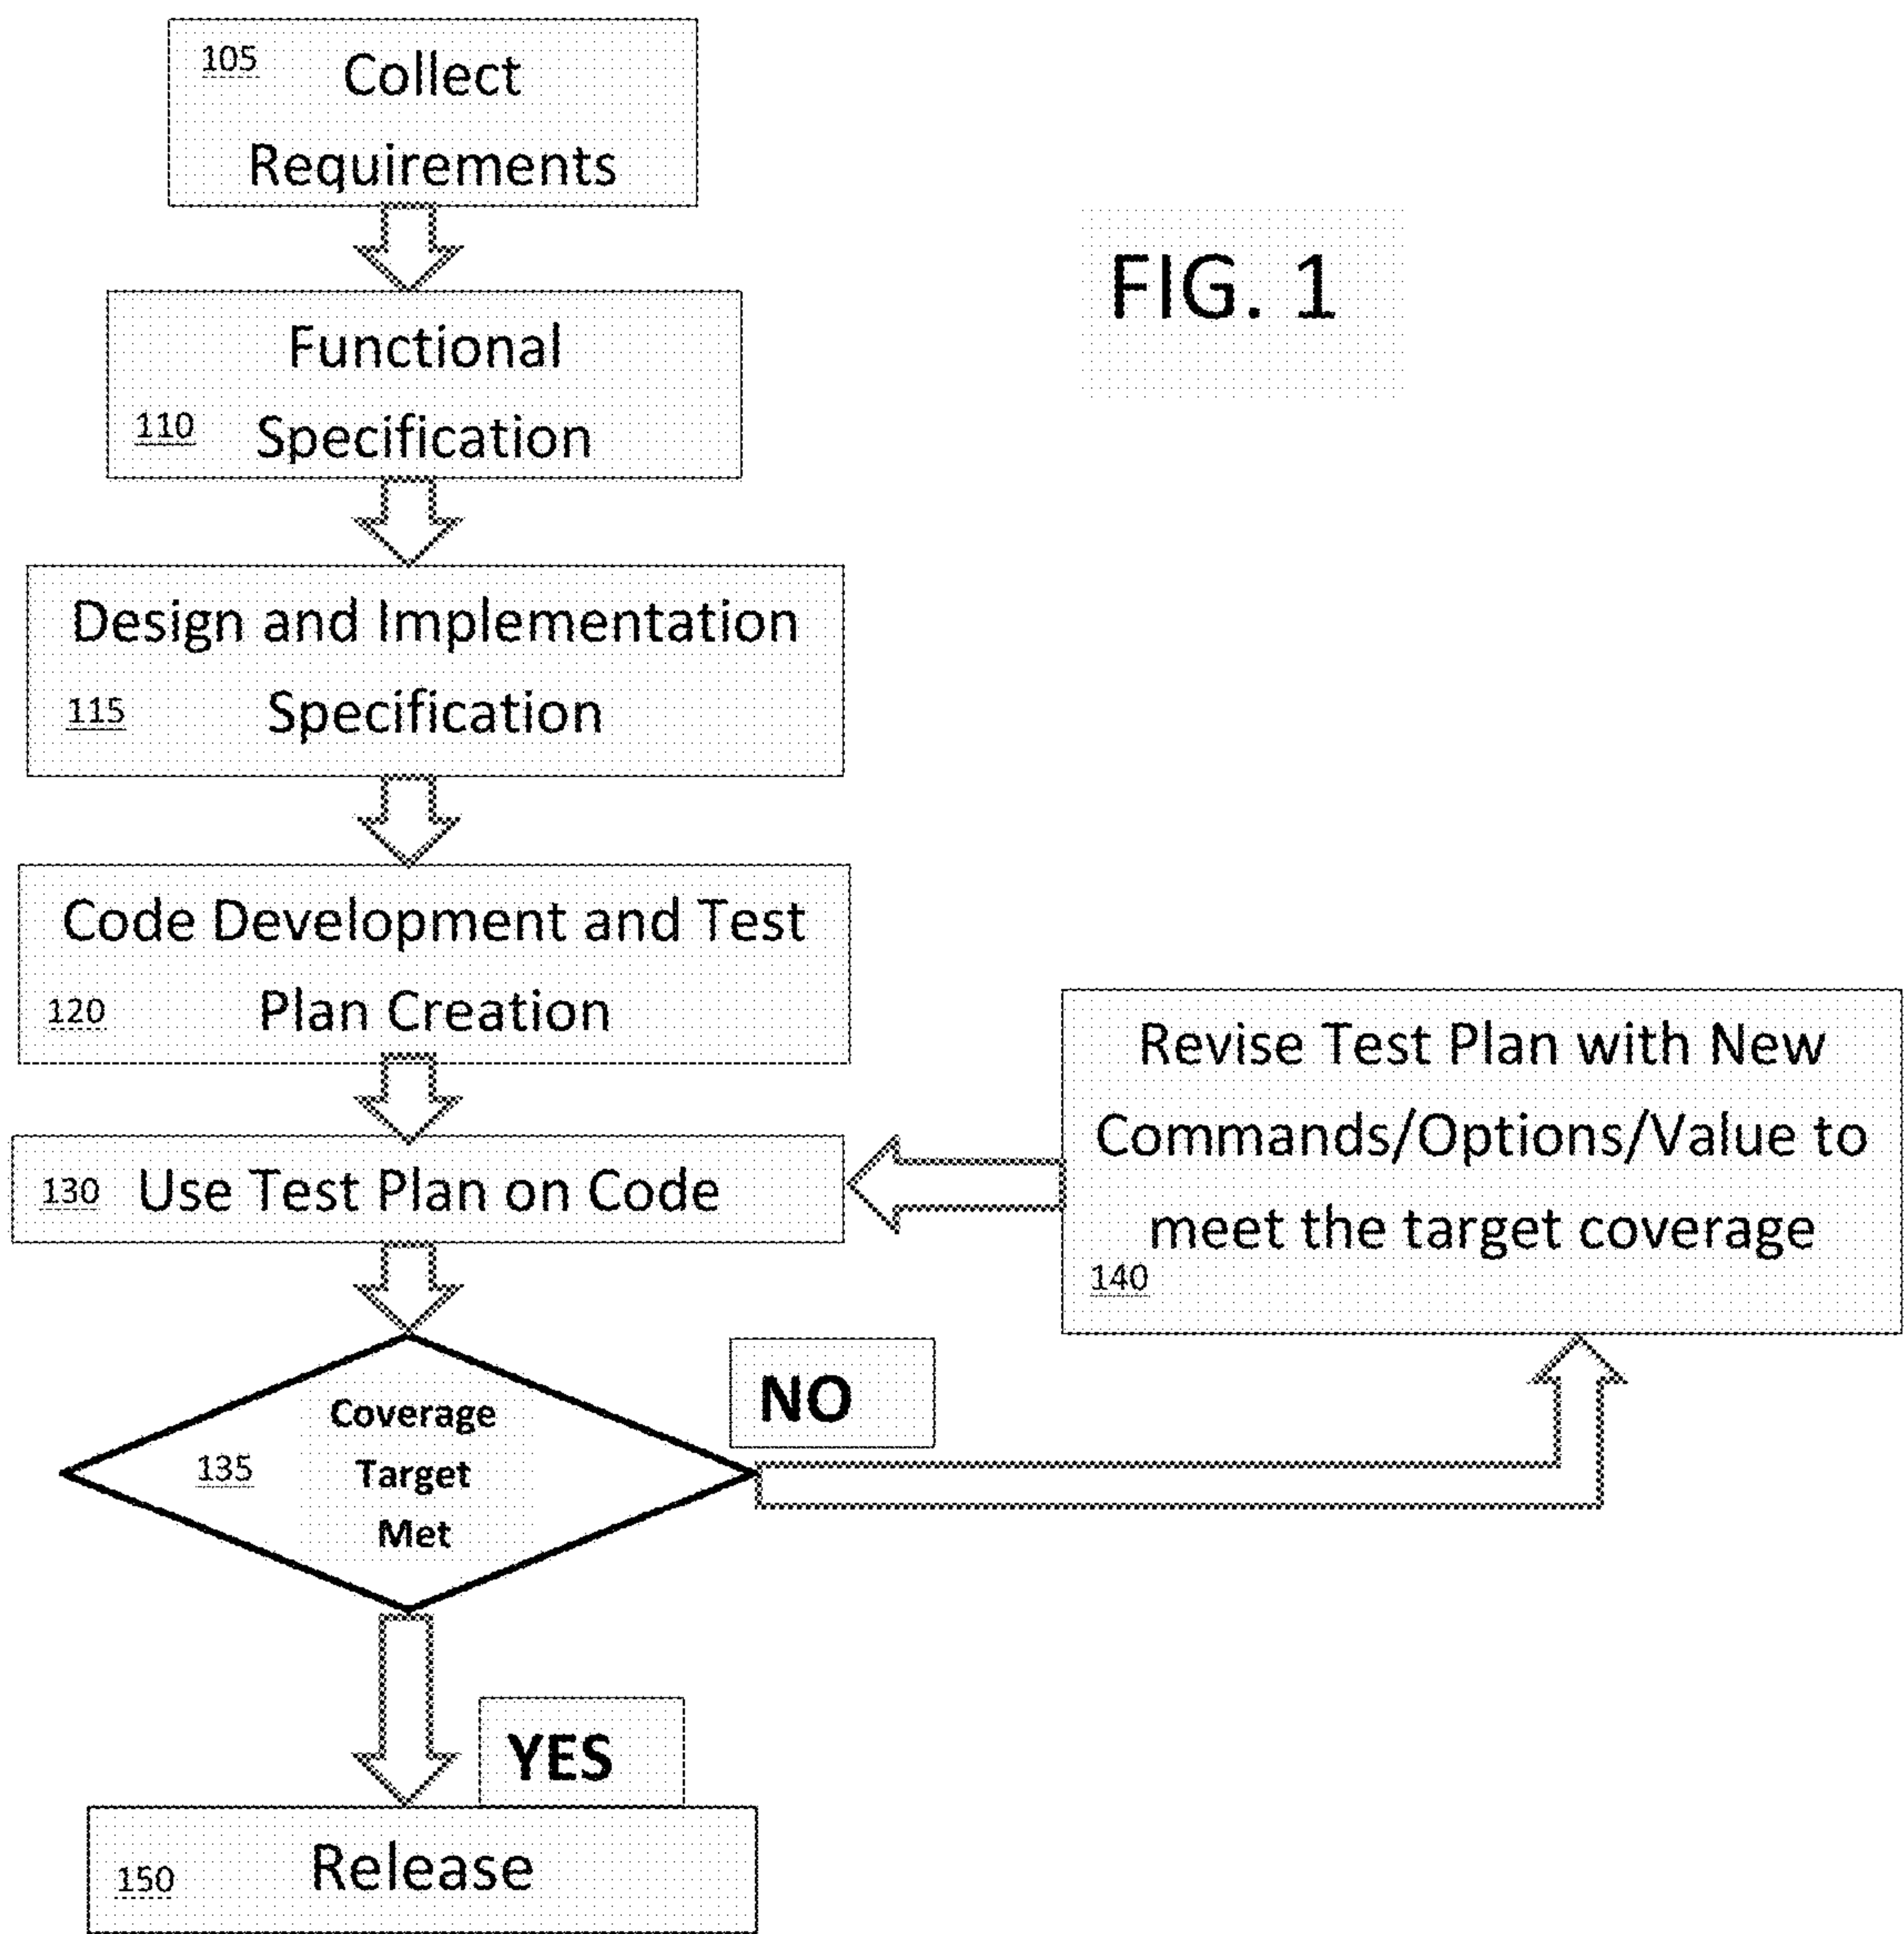 105
Collect
Requirements
FIG. 1
Functional
110
Specification
Design and Implementation
115
Specification
Code Development and Test
120
Plan Creation
130
Use Test Plan on Code
Revise Test Plan with New
Commands/Options/Value to
meet the target coverage
140
Coverage
135
Target
Met
NO
YES
150
Release